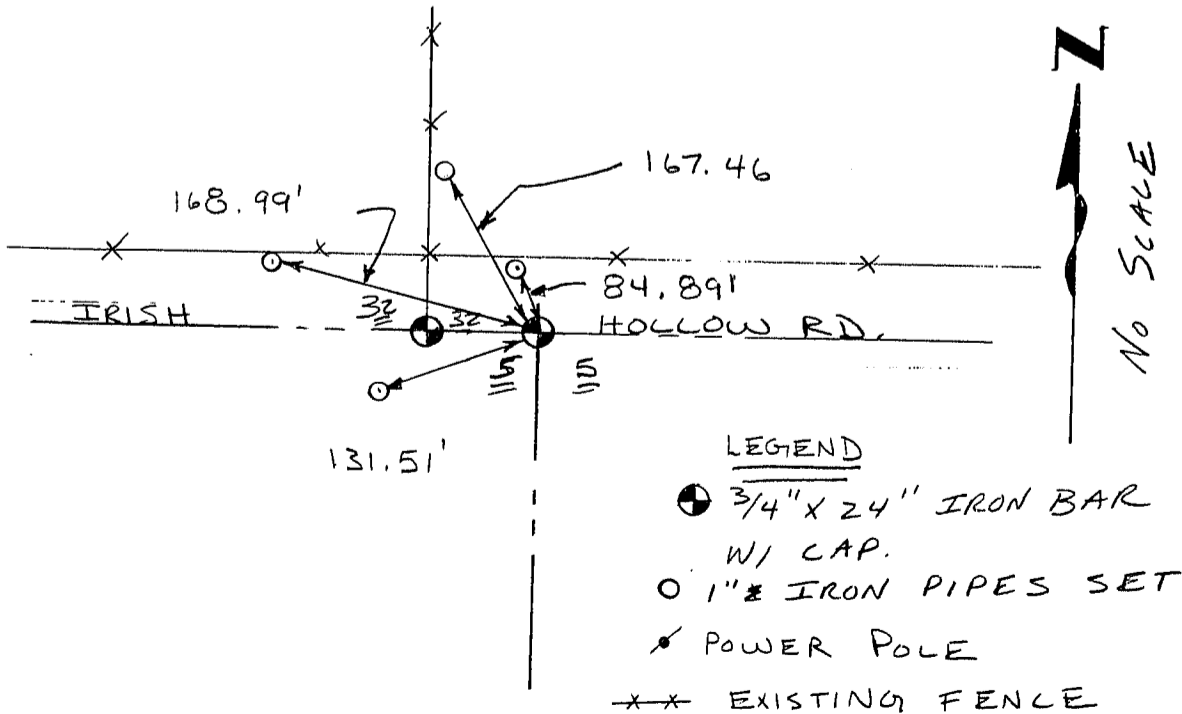 N
167.46
168.99'
84.89'
No SCALE
IRISH
32
32
HOLLOW RD.
5
5
131.51'
LEGEND
3/4" X 24" IRON BAR
W/ CAP.
1" IRON PIPES SET
POWER POLE
EXISTING FENCE